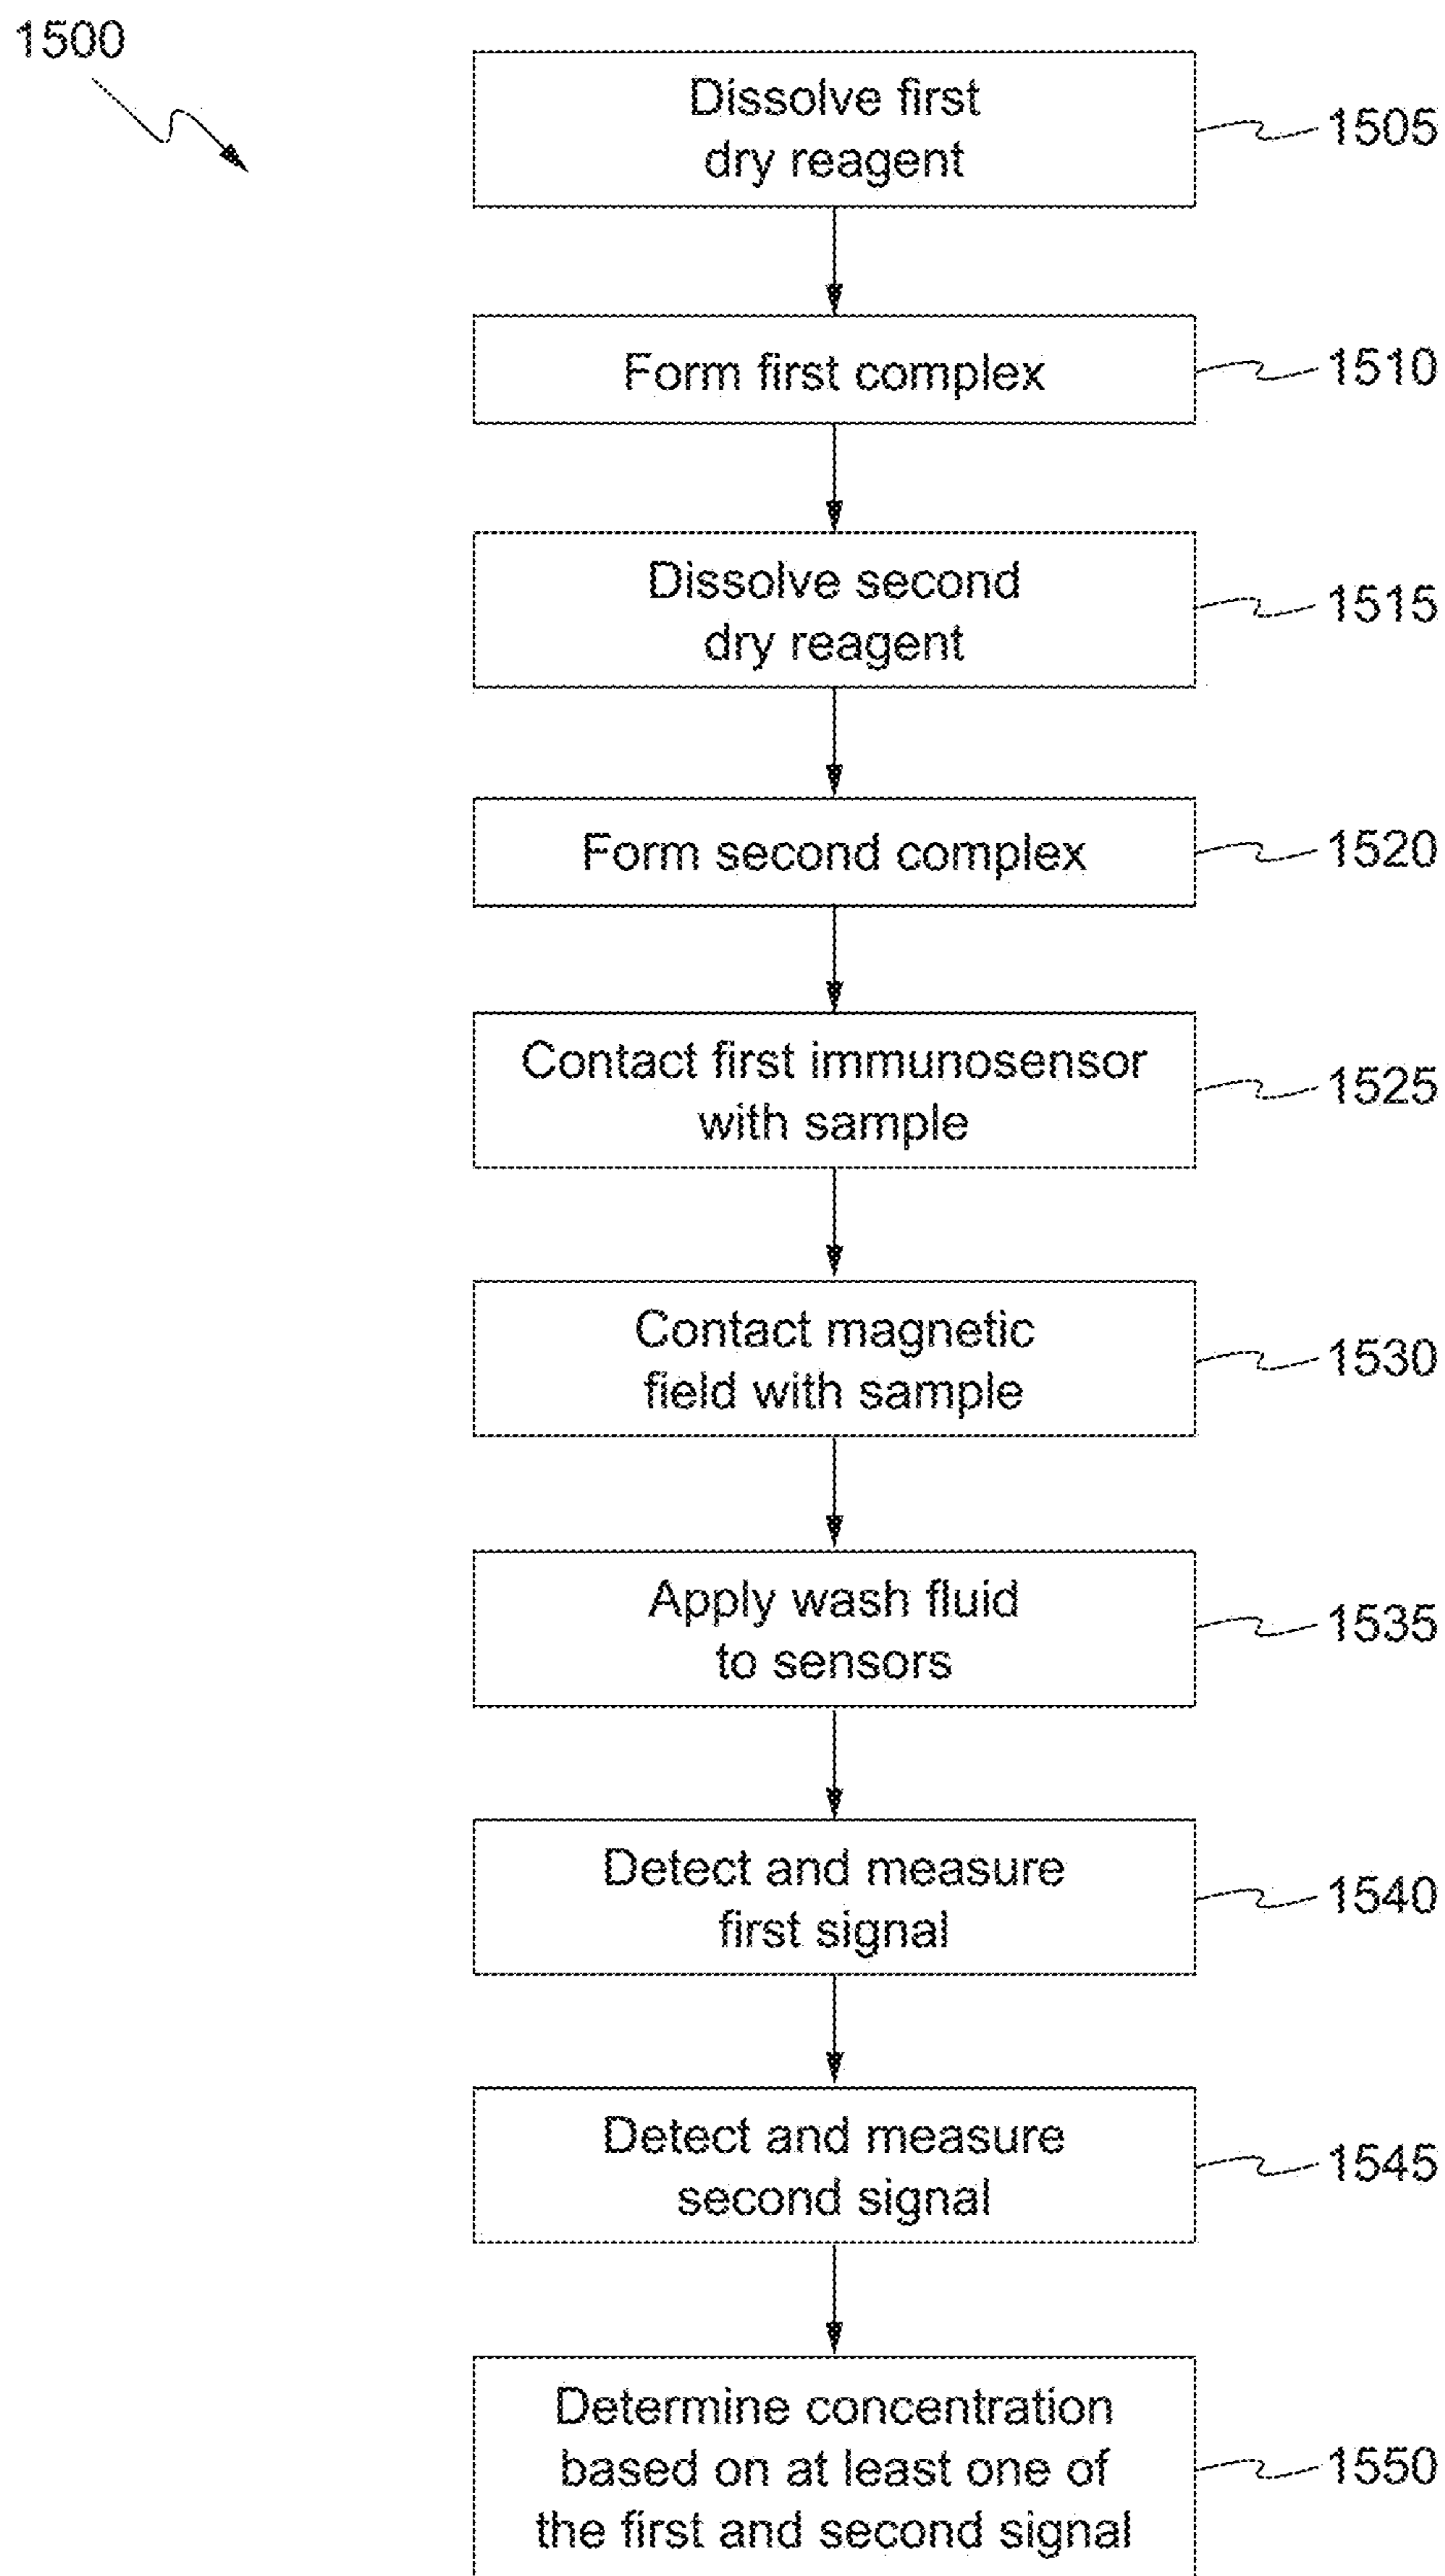 1500
Dissolve first
dry reagent
1505
Form first complex
1510
Dissolve second
dry reagent
1515
Form second complex
1520
Contact first immunosensor
with sample
1525
Contact magnetic
field with sample
1530
Apply wash fluid
to sensors
1535
Detect and measure
first signal
1540
Detect and measure
second signal
1545
Determine concentration
based on at least one of
the first and second signal
1550